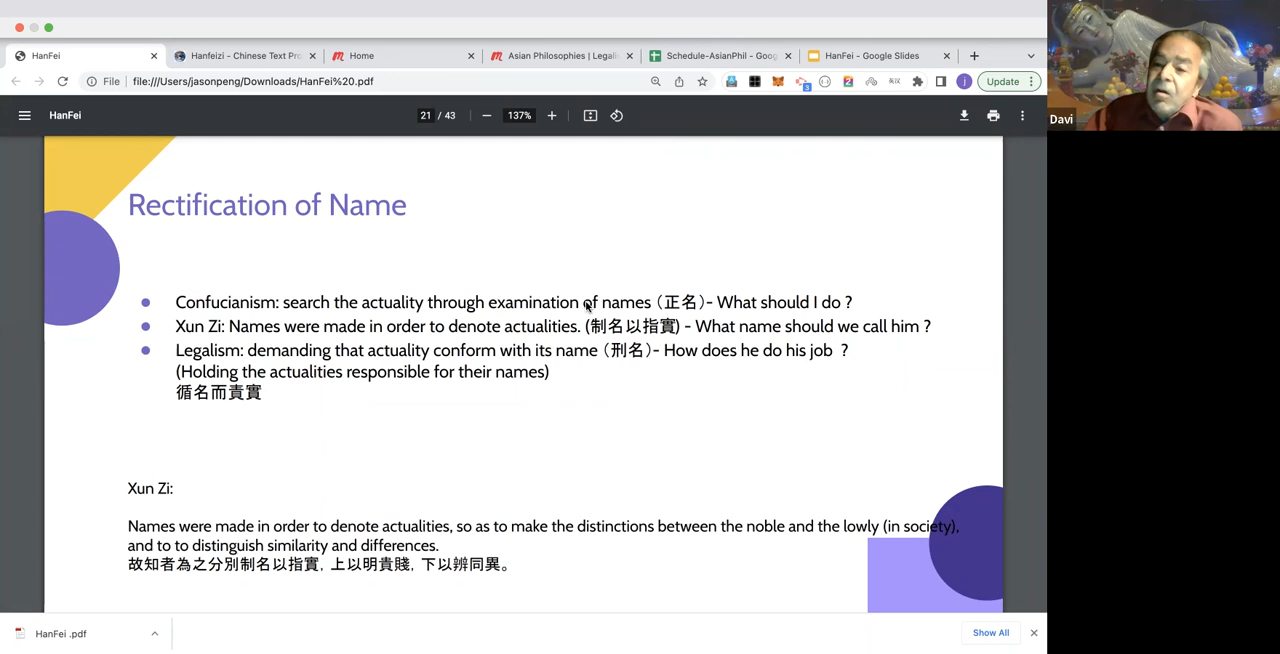 HanFei
Hanfeizi - Chinese Text Pro
Home
Asian Philosophies | Legali
Schedule-AsianPhil - Goog
HanFei - Google Slides
File
file:///Users/jasonpeng/Downloads/HanFei%20.pdf
Update
HanFei
21 / 43
137%
Davi
Rectification of Name
Confucianism: search the actuality through examination of names (正名)- What should I do ?
Xun Zi: Names were made in order to denote actualities. (制名以指實) - What name should we call him ?
Legalism: demanding that actuality conform with its name (刑名)- How does he do his job ?
(Holding the actualities responsible for their names)
循名而責實
Xun Zi:
Names were made in order to denote actualities, so as to make the distinctions between the noble and the lowly (in society),
and to to distinguish similarity and differences.
故知者為之分別制名以指實, 上以明貴賤, 下以辨同異。
HanFei .pdf
Show All